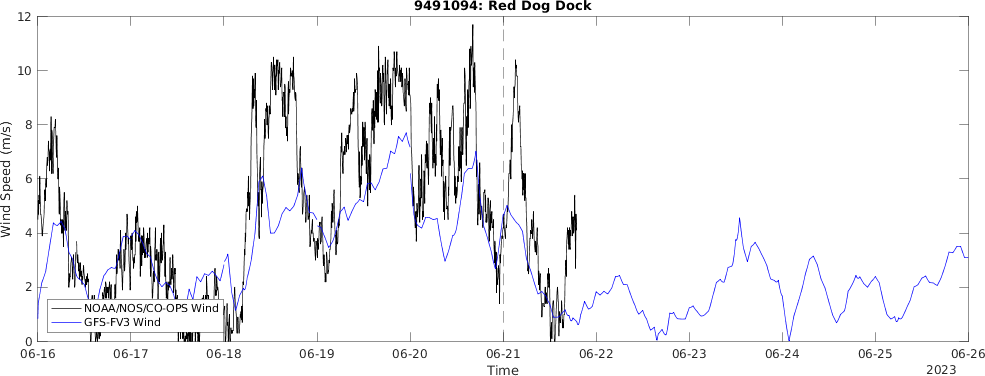 9491094: Red Dog Dock
12
10
8
6
4
2
0
Wind Speed (m/s)
NOAA/NOS/CO-OPS Wind
GFS-FV3 Wind
06-16 06-17 06-18 06-19 06-20 06-21 06-22 06-23 06-24 06-25 06-26
Time
2023